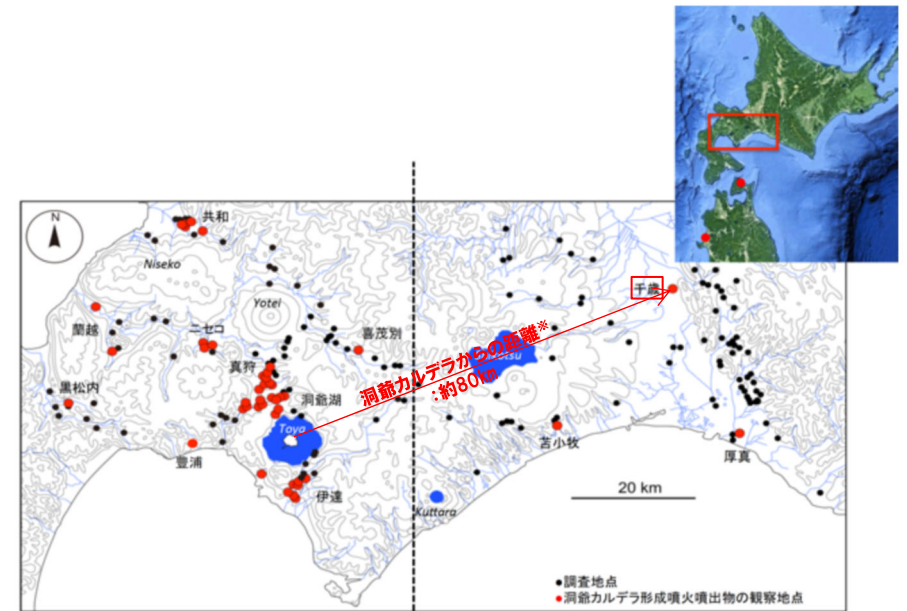 N
共和
Niseko
Yotei
千歳
蘭越
ニセコ
喜茂別
真狩
洞爺カルデラからの距離※
:約80km
黒松内
洞爺湖
Toya
豊浦
伊達
苫小牧
厚真
Kuttara
20 km
●調査地点
●洞爺カルデラ形成噴火噴出物の観察地点